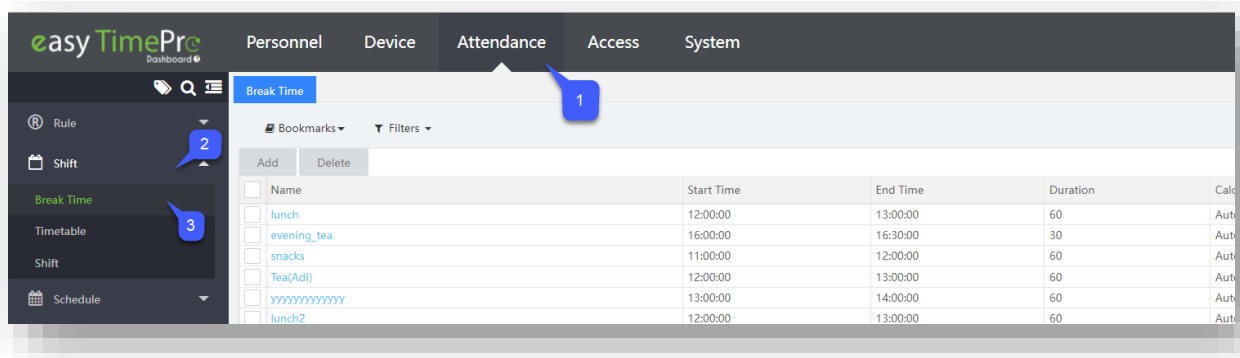 easy TimePro
Dashboard
Personnel Device Attendance Access System
1
Break Time
® Rule
Bookmarks Filters
2
Shift
Add Delete
Name Start Time End Time Duration
Break Time
3
lunch 12:00:00 13:00:00 60
evening_tea 16:00:00 16:30:00 30
Timetable
snacks 11:00:00 12:00:00 60
Shift
Tea(Adi) 12:00:00 13:00:00 60
yyyyyyyyyyyyy 13:00:00 14:00:00 60
Schedule
lunch2 12:00:00 13:00:00 60